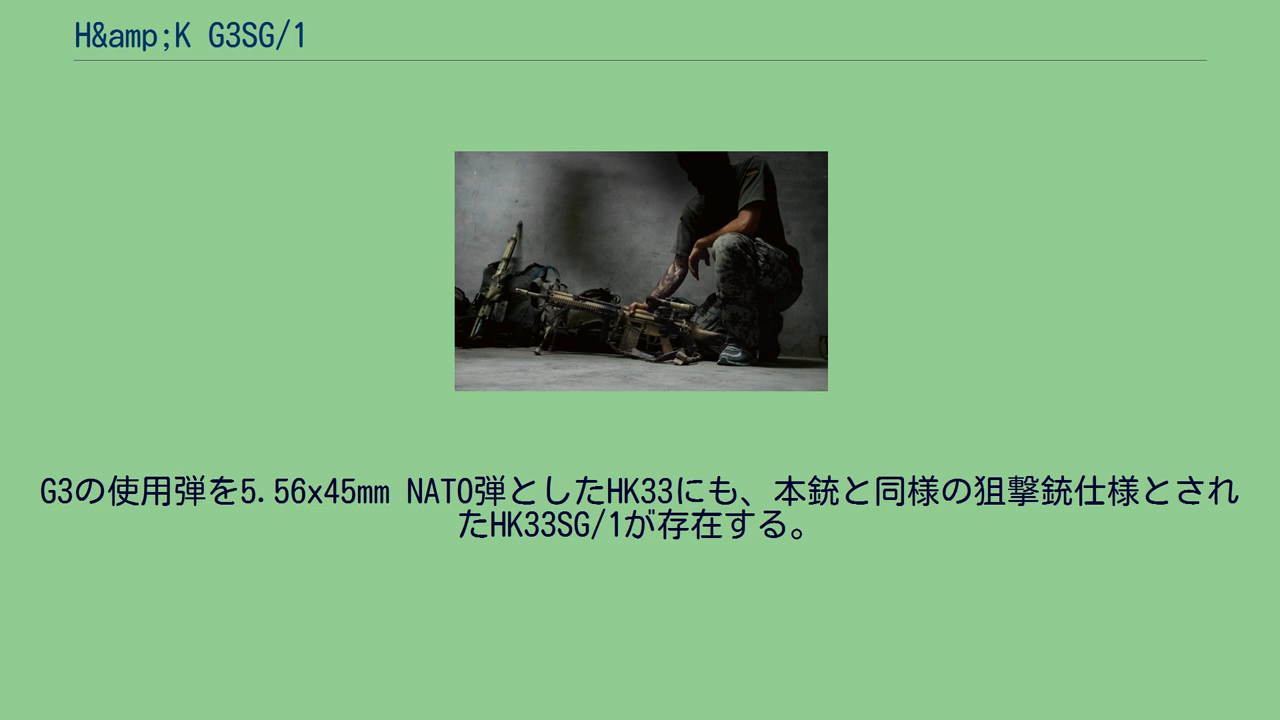 H&amp;K G3SG/1
G3の使用弾を5.56x45mm NATO弾としたHK33にも、本銃と同様の狙撃銃仕様とされ
たHK33SG/1が存在する。